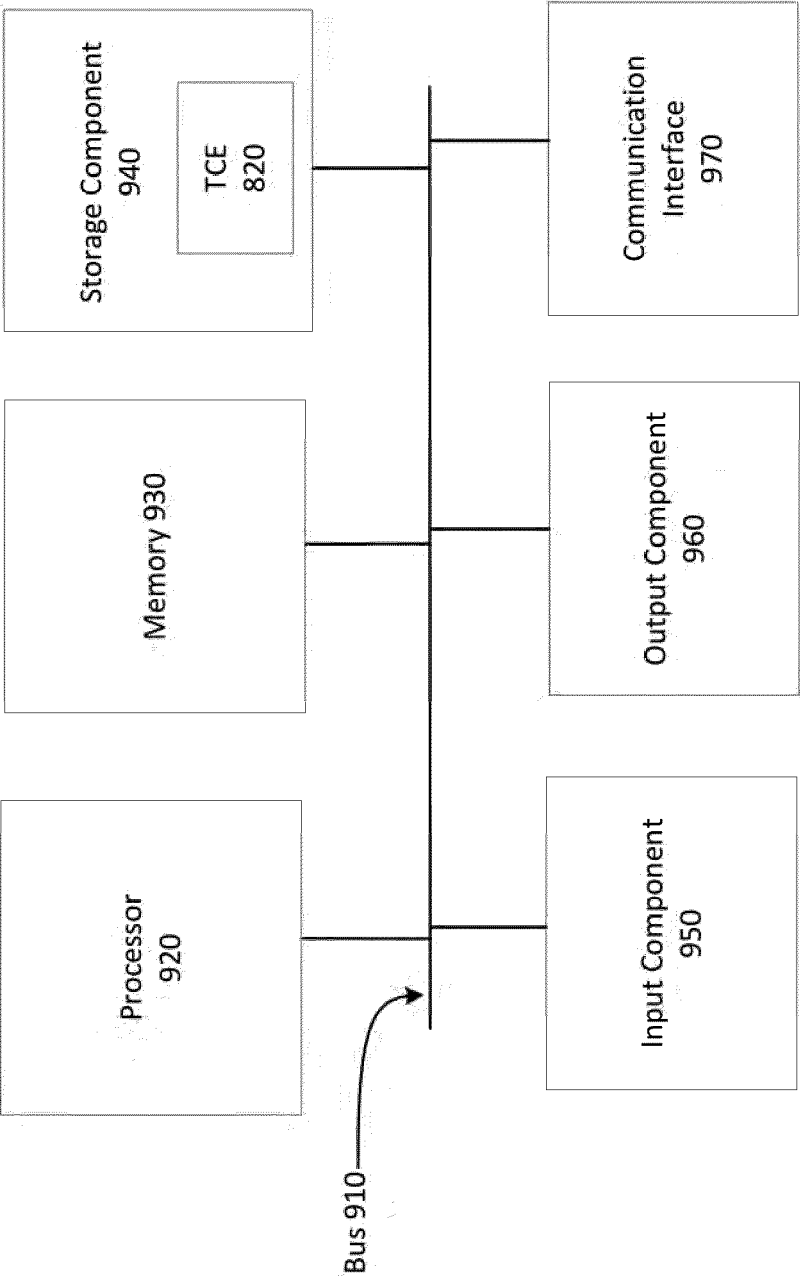 Processor
920
Memory 930
Storage Component
940
TCE
820
Bus 910
Input Component
950
Output Component
960
Communication
Interface
970